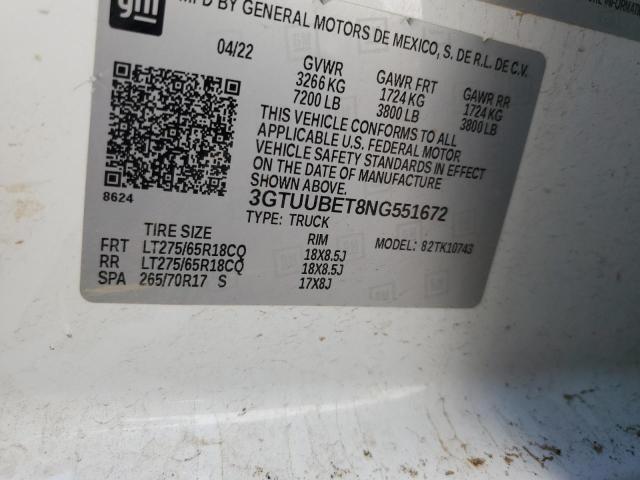 gm
MFD BY GENERAL MOTORS DE MEXICO, S. DE R.L. DE C.V.
04/22 GVWR GAWR FRT GAWR RR
3266 KG 1724 KG 1724 KG
7200 LB 3800 LB 3800 LB
THIS VEHICLE CONFORMS TO ALL
APPLICABLE U.S. FEDERAL MOTOR
VEHICLE SAFETY STANDARDS IN EFFECT
ON THE DATE OF MANUFACTURE
SHOWN ABOVE.
8624 3GTUUBET8NG551672
TYPE: TRUCK
TIRE SIZE RIM MODEL: 82TK10743
FRT LT275/65R18CQ 18X8.5J
RR LT275/65R18CQ 18X8.5J
SPA 265/70R17 S 17X8J